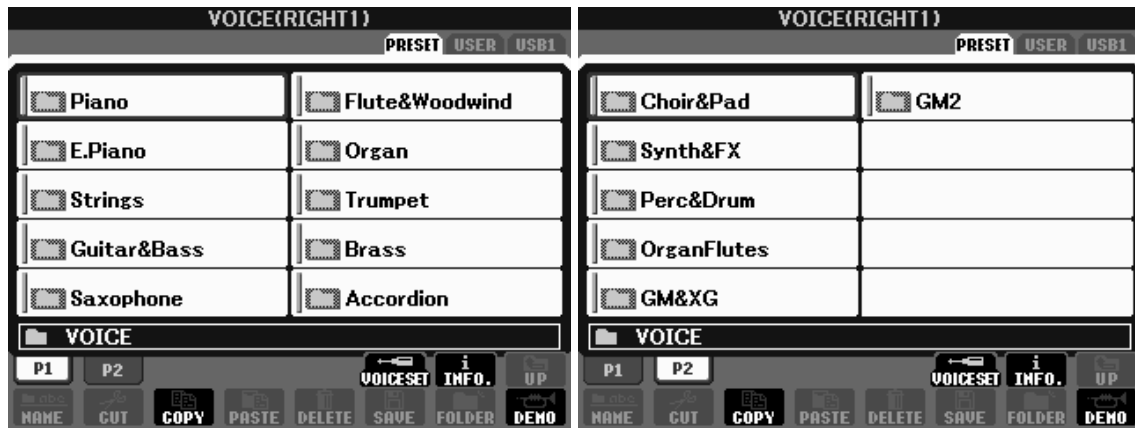 VOICE(RIGHT1)
PRESET USER USB1
Piano Flute&Woodwind
E.Piano Organ
Strings Trumpet
Guitar&Bass Brass
Saxophone Accordion
VOICE
P1 P2 VOICESET i INFO. UP
abc
NAME CUT COPY PASTE DELETE SAVE FOLDER DEMO
VOICE(RIGHT1)
PRESET USER USB1
Choir&Pad GM2
Synth&FX
Perc&Drum
OrganFlutes
GM&XG
VOICE
P1 P2 VOICESET i INFO. UP
abc
NAME CUT COPY PASTE DELETE SAVE FOLDER DEMO